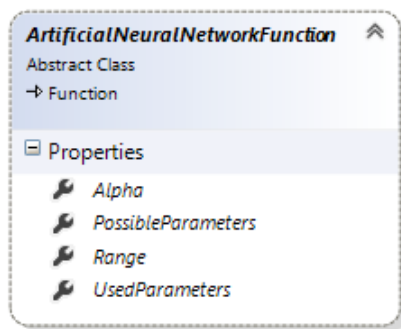 ArtificialNeuralNetworkFunction
Abstract Class
Function
Properties
Alpha
PossibleParameters
Range
UsedParameters